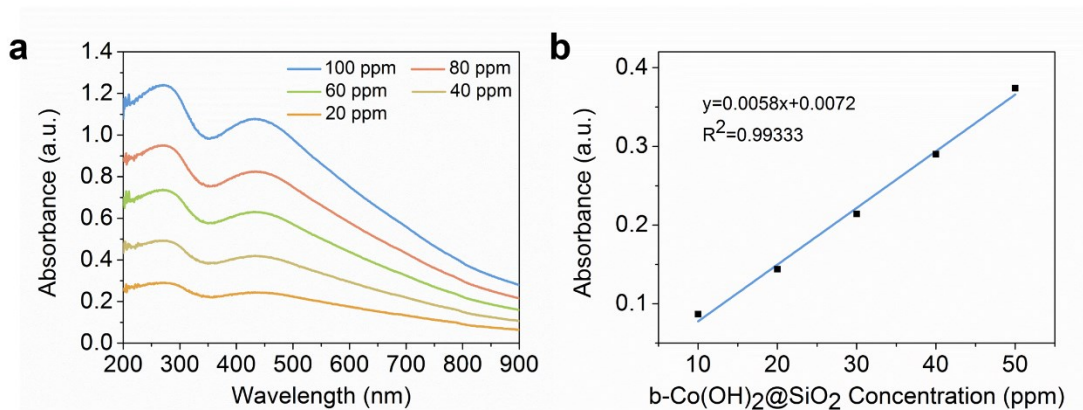 a
1.4
1.2
1.0
0.8
0.6
0.4
0.2
0.0
Absorbance (a.u.)
100 ppm 80 ppm
60 ppm 40 ppm
20 ppm
200 300 400 500 600 700 800 900
Wavelength (nm)
b
0.4
0.3
0.2
0.1
Absorbance (a.u.)
y=0.0058x+0.0072
R²=0.99333
10 20 30 40 50
b-Co(OH)₂@SiO₂ Concentration (ppm)